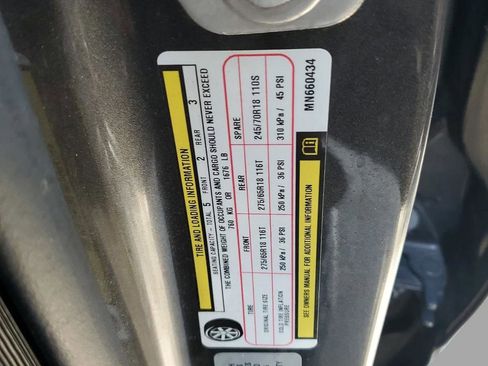 TIRE AND LOADING INFORMATION
SEATING CAPACITY - TOTAL 5 FRONT 2 REAR 3
THE COMBINED WEIGHT OF OCCUPANTS AND CARGO SHOULD NEVER EXCEED
760 KG OR 1676 LB
TIRE FRONT REAR SPARE
ORIGINAL TIRE SIZE 275/65R18 116T 275/65R18 116T 245/70R18 110S
COLD TIRE INFLATION PRESSURE 250 kPa / 36 PSI 250 kPa / 36 PSI 310 kPa / 45 PSI
SEE OWNERS MANUAL FOR ADDITIONAL INFORMATION
MN660434